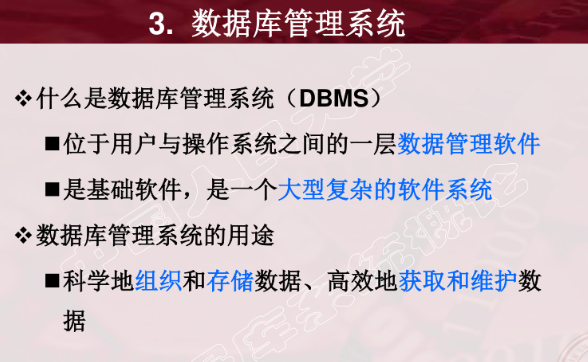 3. 数据库管理系统
❖什么是数据库管理系统（DBMS）
■位于用户与操作系统之间的一层数据管理软件
■是基础软件，是一个大型复杂的软件系统
❖数据库管理系统的用途
■科学地组织和存储数据、高效地获取和维护数
据